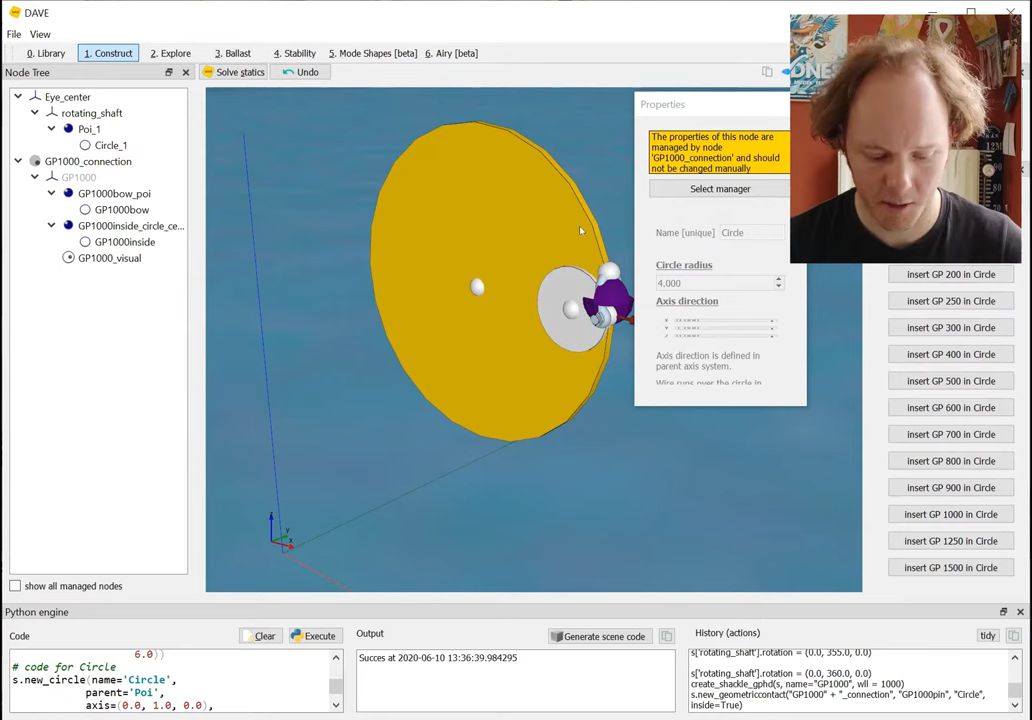 DAVE
File View
0. Library 1. Construct 2. Explore 3. Ballast 4. Stability 5. Mode Shapes [beta] 6. Airy [beta]
Node Tree
Solve statics Undo
Eye_center
rotating_shaft
Poi_1
Circle_1
GP1000_connection
GP1000
GP1000bow_poi
GP1000bow
GP1000inside_circle_ce...
GP1000inside
GP1000_visual
show all managed nodes
Properties
The properties of this node are
managed by node
'GP1000_connection' and should
not be changed manually
Select manager
Name [unique] Circle
Circle radius
4.000
Axis direction
Axis direction is defined in
parent axis system.
Wire runs over the circle in
z
y
x
insert GP 200 in Circle
insert GP 250 in Circle
insert GP 300 in Circle
insert GP 400 in Circle
insert GP 500 in Circle
insert GP 600 in Circle
insert GP 700 in Circle
insert GP 800 in Circle
insert GP 900 in Circle
insert GP 1000 in Circle
insert GP 1250 in Circle
insert GP 1500 in Circle
Python engine
Code Clear Execute
6.0))
# code for Circle
s.new_circle(name='Circle',
parent='Poi',
axis=(0.0, 1.0, 0.0),
Output Generate scene code
Succes at 2020-06-10 13:36:39.984295
History (actions) tidy
s['rotating_shaft'].rotation = (0.0, 355.0, 0.0)
s['rotating_shaft'].rotation = (0.0, 360.0, 0.0)
create_shackle_gphd(s, name="GP1000", wll = 1000)
s.new_geometriccontact("GP1000" + "_connection", "GP1000pin", "Circle",
inside=True)